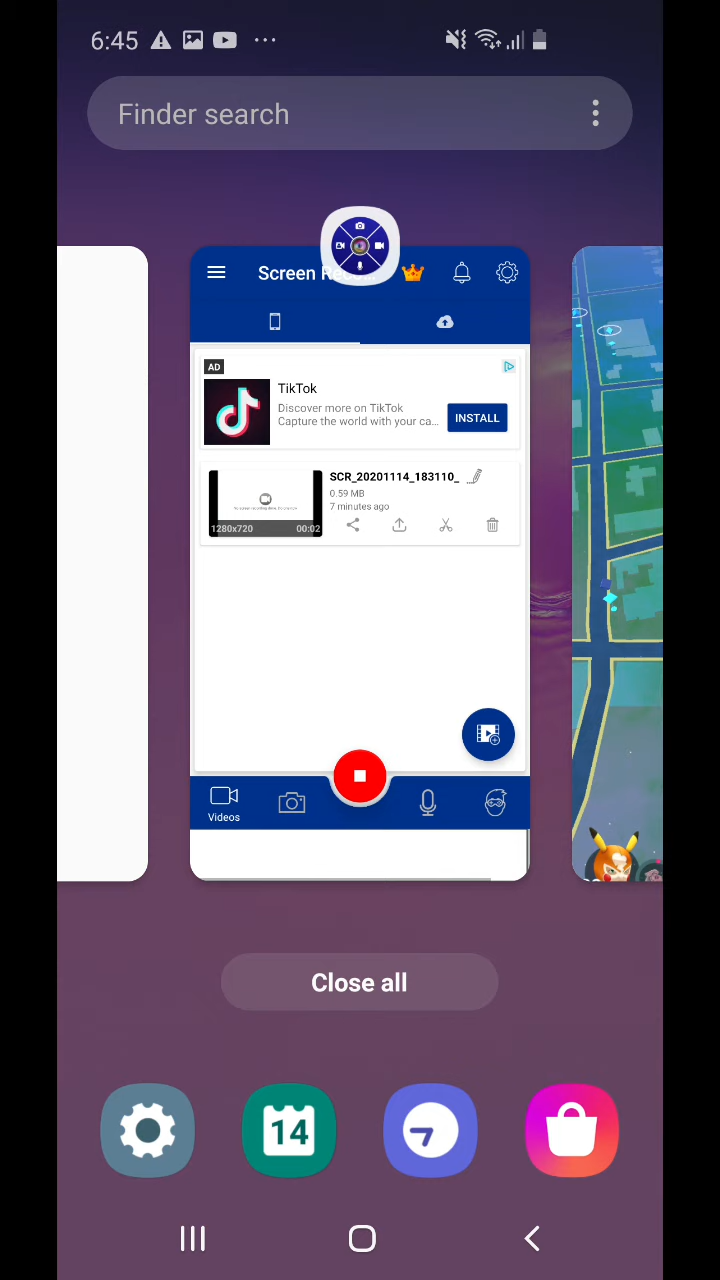 6:45
Finder search
Screen Reco...
AD
TikTok
Discover more on TikTok
Capture the world with your ca...
INSTALL
SCR_20201114_183110_
0.59 MB
7 minutes ago
1280x720
00:02
Videos
Close all
14